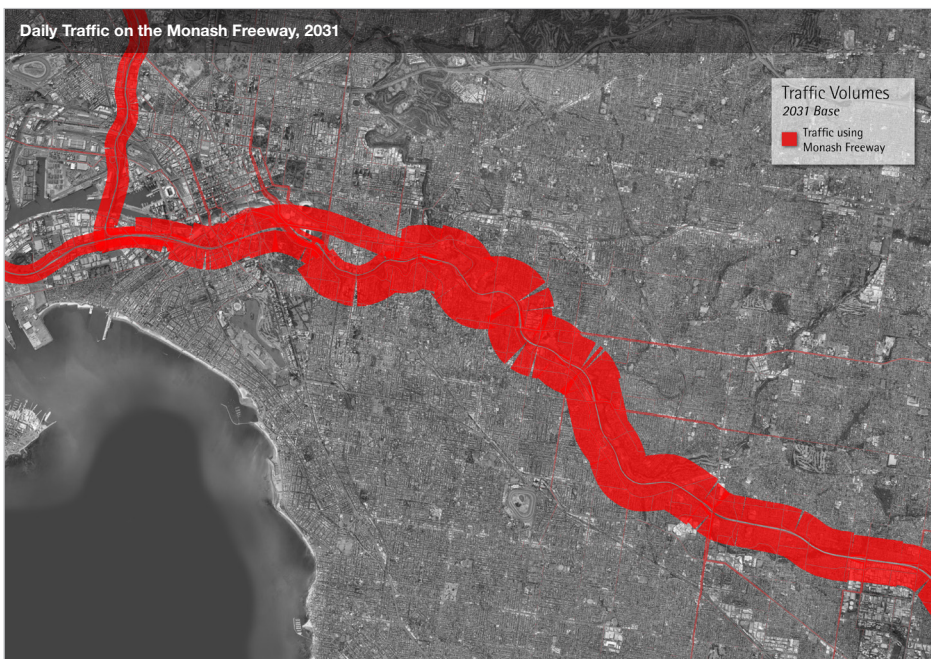 Daily Traffic on the Monash Freeway, 2031
Traffic Volumes
2031 Base
Traffic using
Monash Freeway